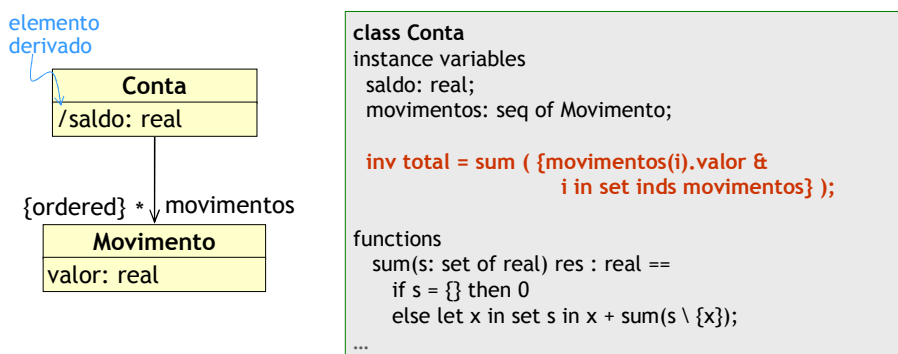 elemento
derivado
Conta
/saldo: real
{ordered} * movimentos
Movimento
valor: real
class Conta
instance variables
saldo: real;
movimentos: seq of Movimento;
inv total = sum ( {movimentos(i).valor &
i in set inds movimentos} );
functions
sum(s: set of real) res : real ==
if s = {} then 0
else let x in set s in x + sum(s \ {x});
...